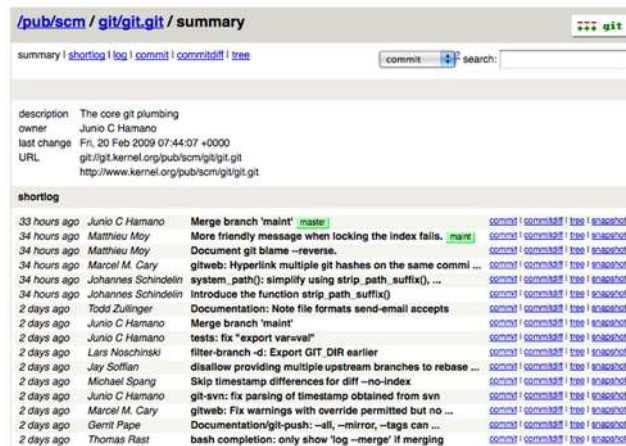 /pub/scm / git/git.git / summary
git
summary | shortlog | log | commit | commitdiff | tree
commit ? search:
description The core git plumbing
owner Junio C Hamano
last change Fri, 20 Feb 2009 07:44:07 +0000
URL git://git.kernel.org/pub/scm/git/git.git
http://www.kernel.org/pub/scm/git/git.git
shortlog
33 hours ago Junio C Hamano Merge branch 'maint' master commit | commitdiff | tree | snapshot
34 hours ago Matthieu Moy More friendly message when locking the index fails. maint commit | commitdiff | tree | snapshot
34 hours ago Matthieu Moy Document git blame --reverse. commit | commitdiff | tree | snapshot
34 hours ago Marcel M. Cary gitweb: Hyperlink multiple git hashes on the same commi ... commit | commitdiff | tree | snapshot
34 hours ago Johannes Schindelin system_path(): simplify using strip_path_suffix(), ... commit | commitdiff | tree | snapshot
34 hours ago Johannes Schindelin Introduce the function strip_path_suffix() commit | commitdiff | tree | snapshot
2 days ago Todd Zullinger Documentation: Note file formats send-email accepts commit | commitdiff | tree | snapshot
2 days ago Junio C Hamano Merge branch 'maint' commit | commitdiff | tree | snapshot
2 days ago Junio C Hamano tests: fix "export var=val" commit | commitdiff | tree | snapshot
2 days ago Lars Noschinski filter-branch -d: Export GIT_DIR earlier commit | commitdiff | tree | snapshot
2 days ago Jay Soffian disallow providing multiple upstream branches to rebase ... commit | commitdiff | tree | snapshot
2 days ago Michael Spang Skip timestamp differences for diff --no-index commit | commitdiff | tree | snapshot
2 days ago Junio C Hamano git-svn: fix parsing of timestamp obtained from svn commit | commitdiff | tree | snapshot
2 days ago Marcel M. Cary gitweb: Fix warnings with override permitted but no ... commit | commitdiff | tree | snapshot
2 days ago Gerrit Pape Documentation/git-push: --all, --mirror, --tags can ... commit | commitdiff | tree | snapshot
2 days ago Thomas Rast bash completion: only show 'log --merge' if merging commit | commitdiff | tree | snapshot